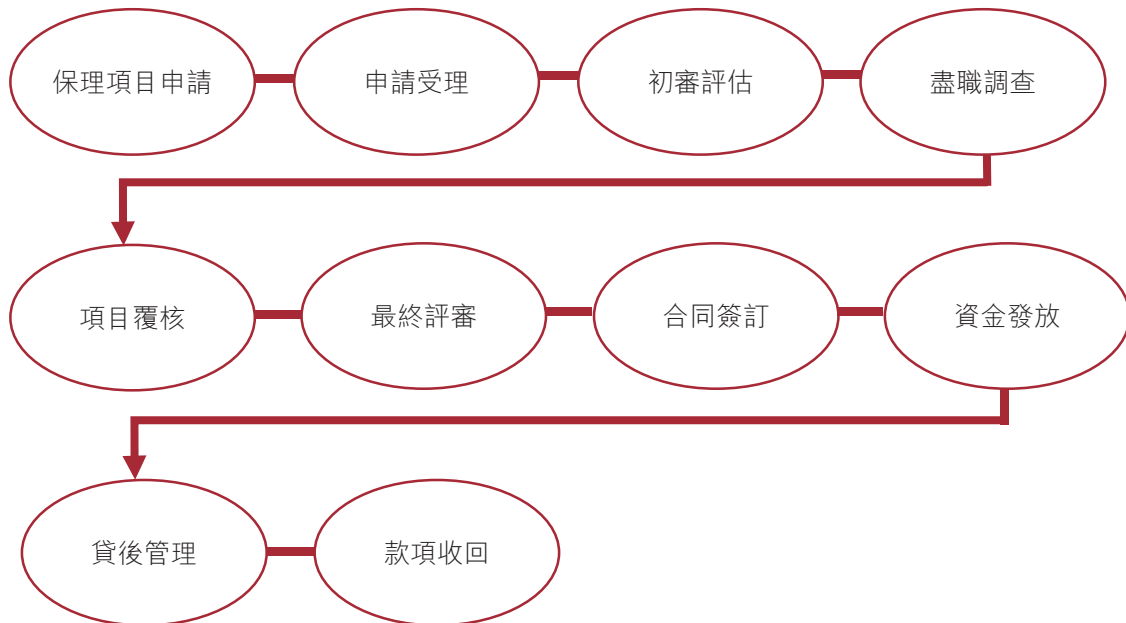 保理項目申請
申請受理
初審評估
盡職調查
項目覆核
最終評審
合同簽訂
資金發放
貸後管理
款項收回